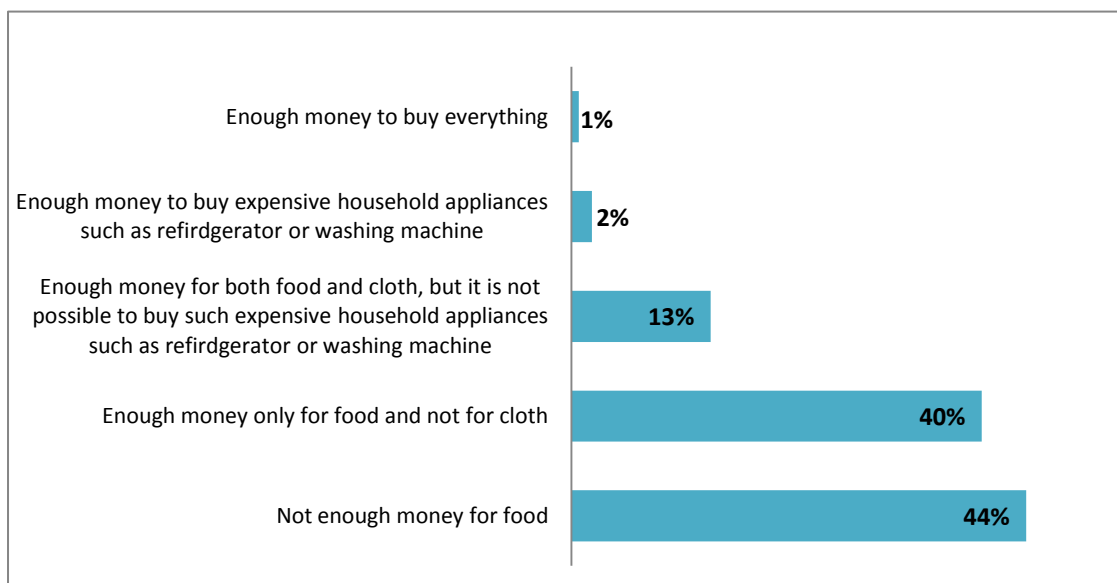 Enough money to buy everything
1%
Enough money to buy expensive household appliances
such as refirdgerator or washing machine
2%
Enough money for both food and cloth, but it is not
possible to buy such expensive household appliances
such as refirdgerator or washing machine
13%
Enough money only for food and not for cloth
40%
Not enough money for food
44%